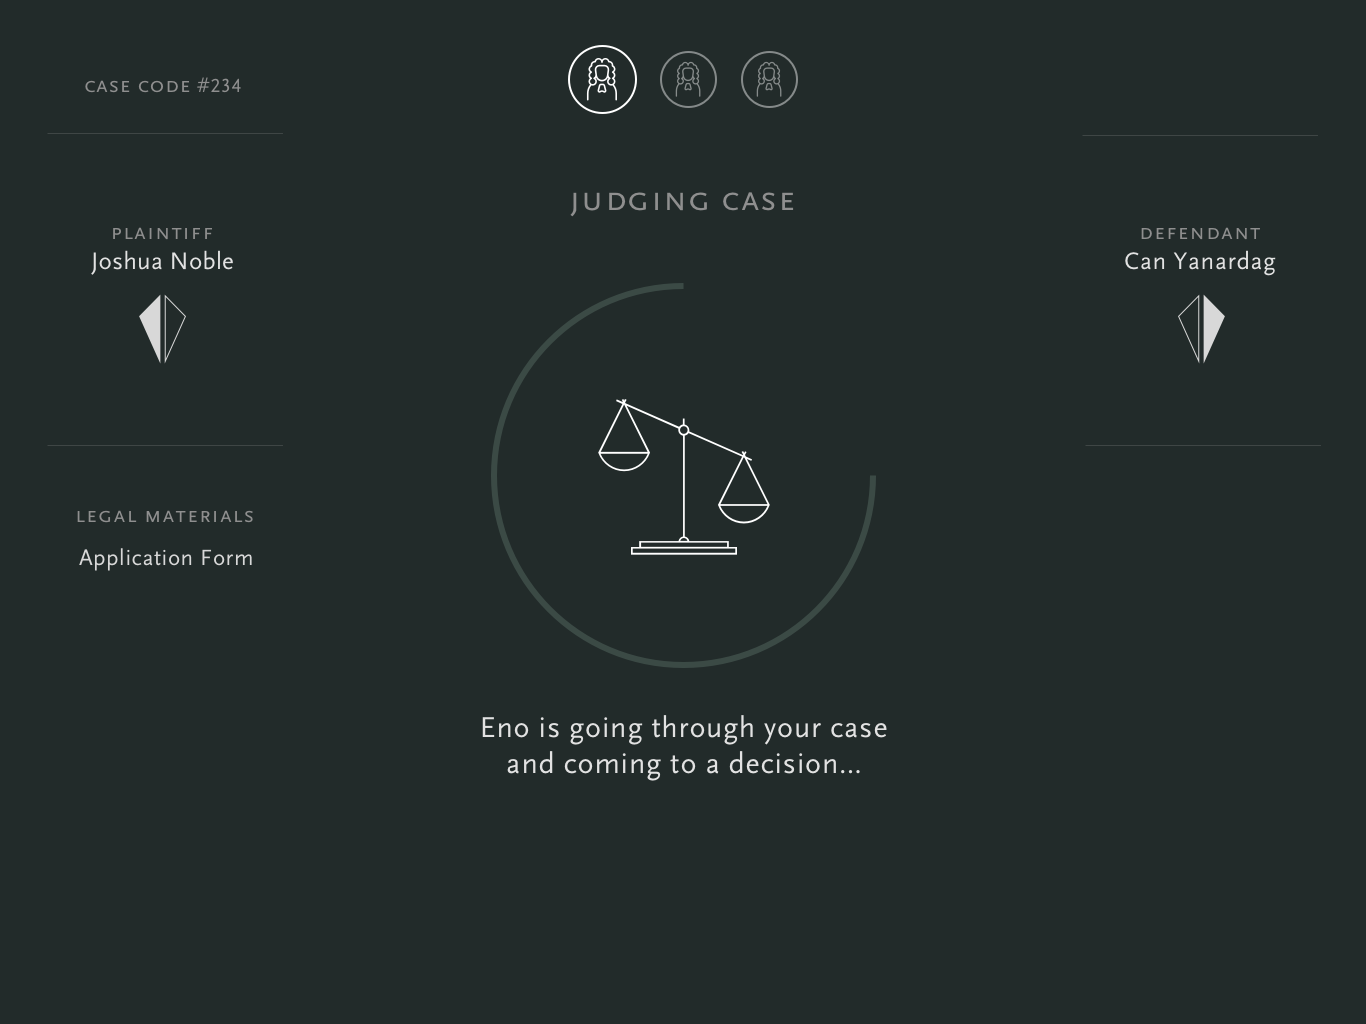 CASE CODE #234
JUDGING CASE
PLAINTIFF
Joshua Noble
DEFENDANT
Can Yanardag
LEGAL MATERIALS
Application Form
Eno is going through your case
and coming to a decision...